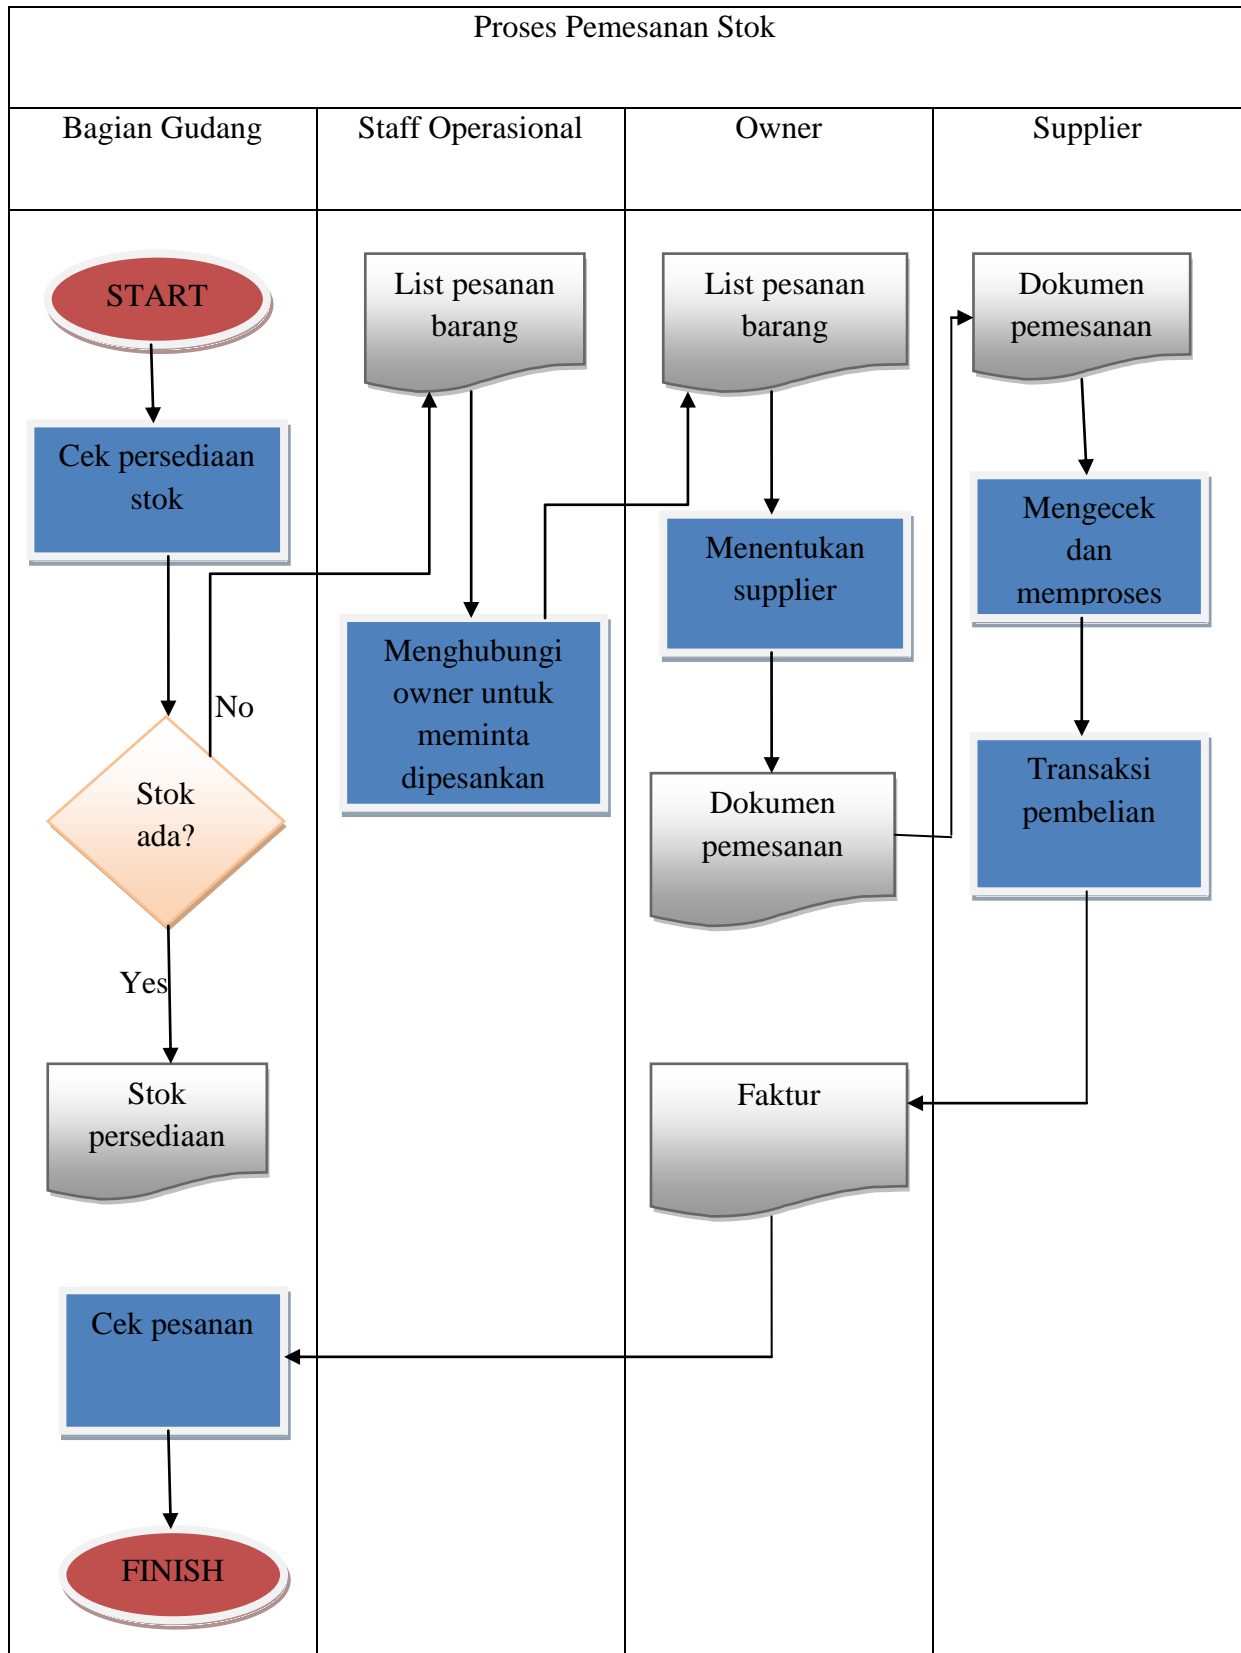 Proses Pemesanan Stok
Bagian Gudang
Staff Operasional
Owner
Supplier
START
Cek persediaan
stok
No
Stok
ada?
Yes
Stok
persediaan
Cek pesanan
FINISH
List pesanan
barang
Menghubungi
owner untuk
meminta
dipesankan
List pesanan
barang
Menentukan
supplier
Dokumen
pemesanan
Faktur
Dokumen
pemesanan
Mengecek
dan
memproses
Transaksi
pembelian